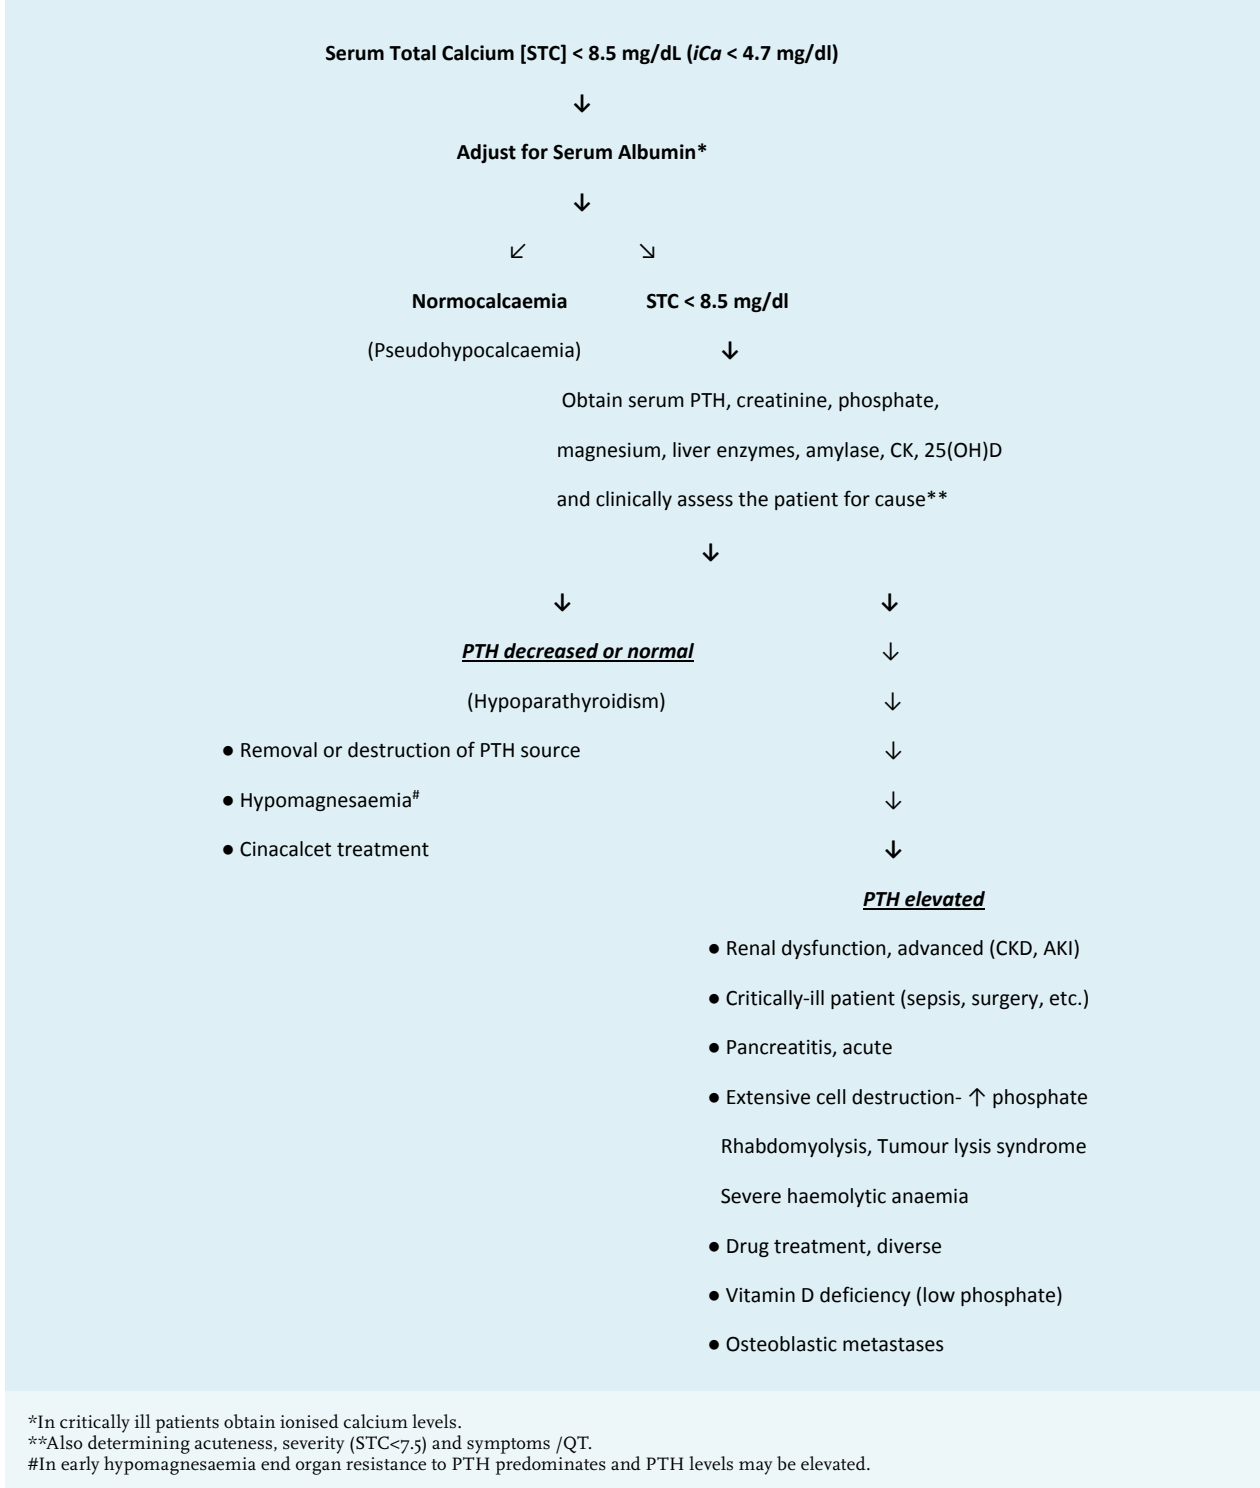 Serum Total Calcium [STC] < 8.5 mg/dL (iCa < 4.7 mg/dl)
↓
Adjust for Serum Albumin*
↓
↙ ↘
Normocalcaemia STC < 8.5 mg/dl
(Pseudohypocalcaemia) ↓
Obtain serum PTH, creatinine, phosphate,
magnesium, liver enzymes, amylase, CK, 25(OH)D
and clinically assess the patient for cause**
↓
↓ ↓
PTH decreased or normal ↓
(Hypoparathyroidism) ↓
● Removal or destruction of PTH source ↓
● Hypomagnesaemia# ↓
● Cinacalcet treatment ↓
PTH elevated
● Renal dysfunction, advanced (CKD, AKI)
● Critically-ill patient (sepsis, surgery, etc.)
● Pancreatitis, acute
● Extensive cell destruction- ↑ phosphate
Rhabdomyolysis, Tumour lysis syndrome
Severe haemolytic anaemia
● Drug treatment, diverse
● Vitamin D deficiency (low phosphate)
● Osteoblastic metastases
*In critically ill patients obtain ionised calcium levels.
**Also determining acuteness, severity (STC<7.5) and symptoms /QT.
#In early hypomagnesaemia end organ resistance to PTH predominates and PTH levels may be elevated.